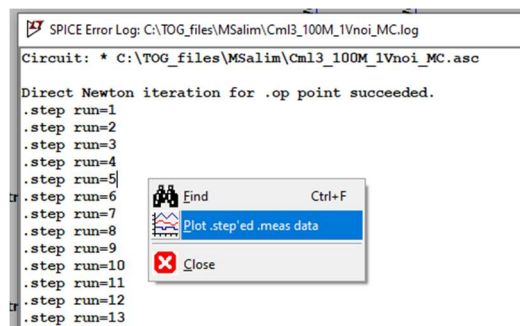 SPICE Error Log: C:\TOG_files\MSalim\Cml3_100M_1Vnoi_MC.log
Circuit: * C:\TOG_files\MSalim\Cml3_100M_1Vnoi_MC.asc
Direct Newton iteration for .op point succeeded.
.step run=1
.step run=2
.step run=3
.step run=4
.step run=5
.step run=6
.step run=7
.step run=8
.step run=9
.step run=10
.step run=11
.step run=12
.step run=13
Find Ctrl+F
Plot .step'ed .meas data
Close